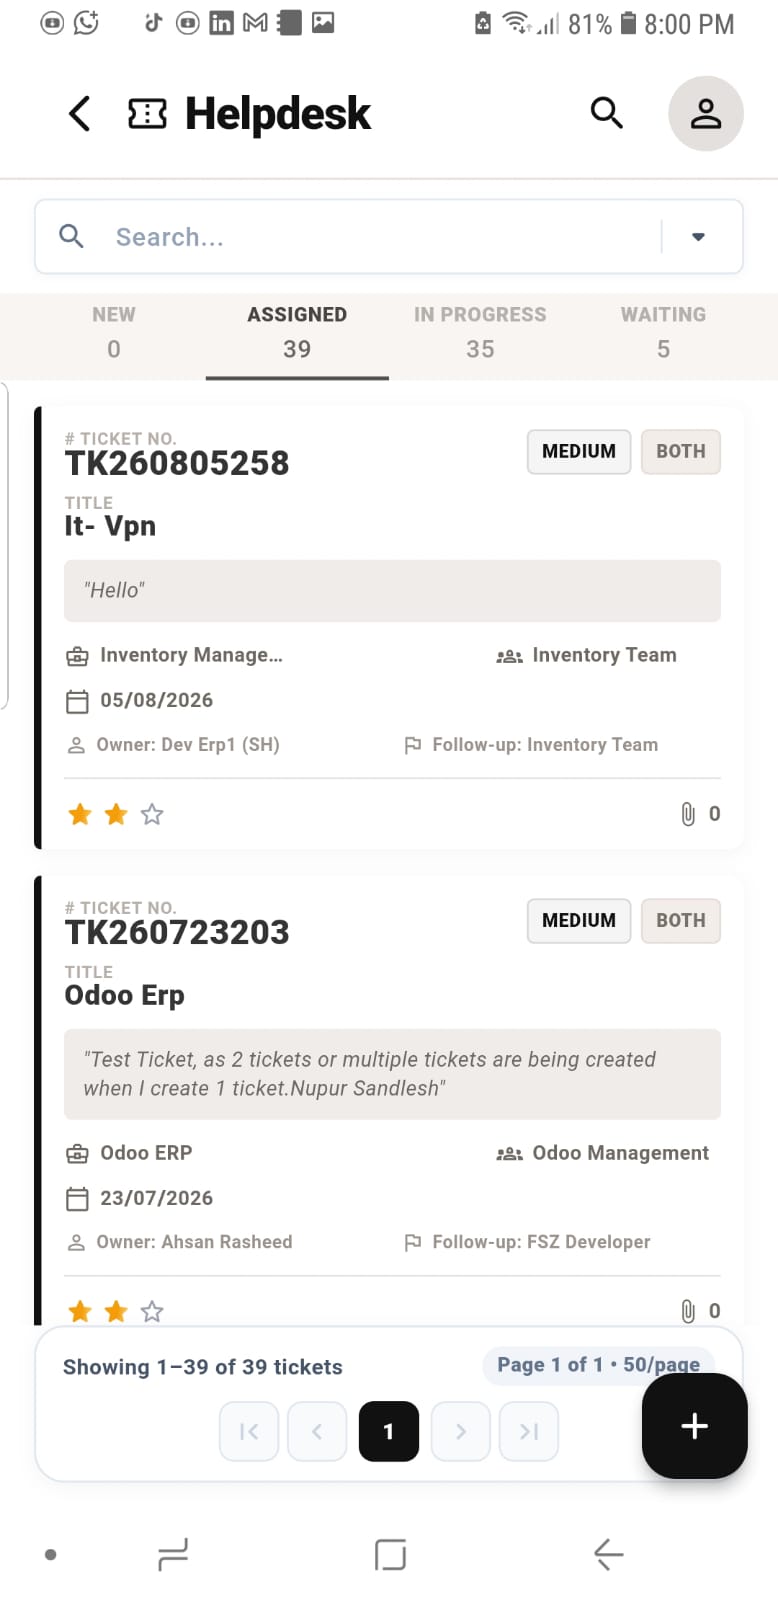 81% 8:00 PM
Helpdesk
Search...
NEW ASSIGNED IN PROGRESS WAITING
0 39 35 5
# TICKET NO.
TK260805258 MEDIUM BOTH
TITLE
It- Vpn
"Hello"
Inventory Manage... Inventory Team
05/08/2026
Owner: Dev Erp1 (SH) Follow-up: Inventory Team
0
# TICKET NO.
TK260723203 MEDIUM BOTH
TITLE
Odoo Erp
"Test Ticket, as 2 tickets or multiple tickets are being created
when I create 1 ticket.Nupur Sandlesh"
Odoo ERP Odoo Management
23/07/2026
Owner: Ahsan Rasheed Follow-up: FSZ Developer
0
Showing 1–39 of 39 tickets Page 1 of 1 • 50/page
1